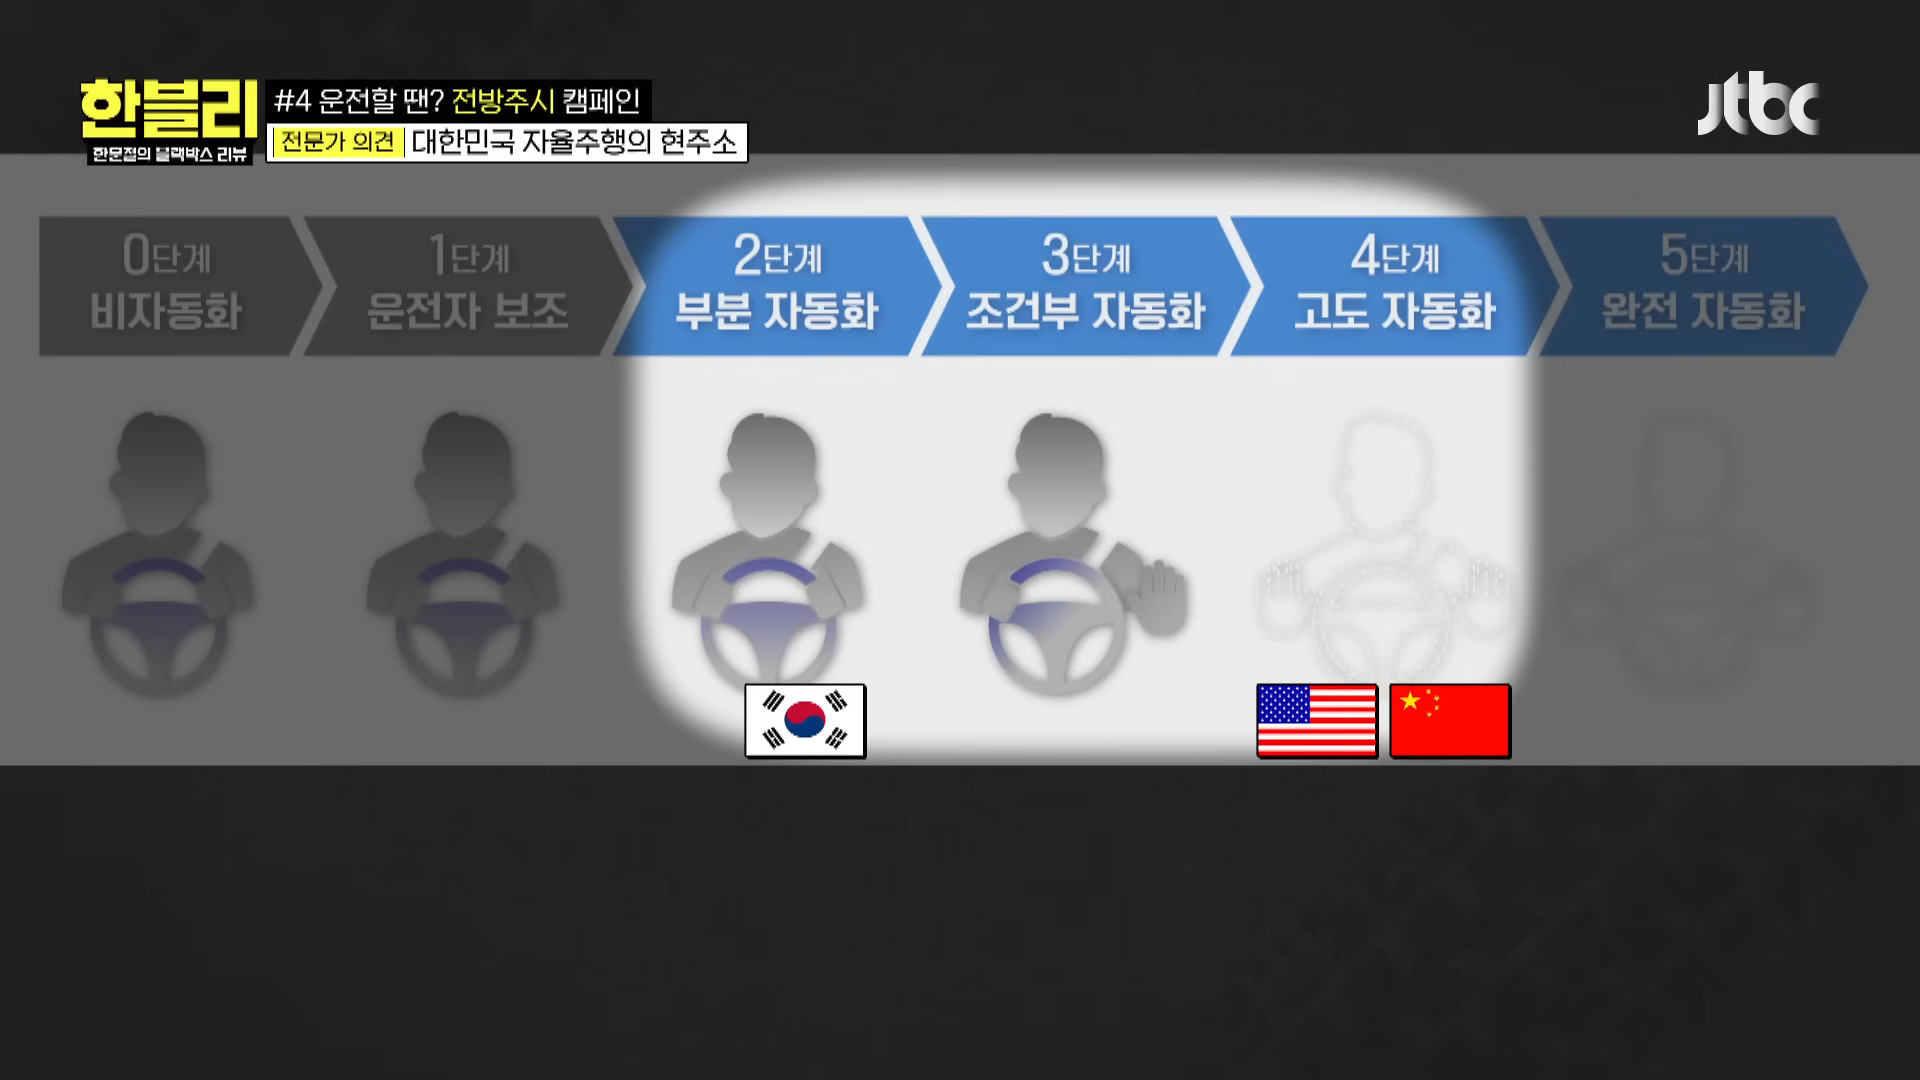 한블리
한문철의 블랙박스 리뷰
#4 운전할 땐? 전방주시 캠페인
전문가 의견 대한민국 자율주행의 현주소
jtbc
0단계
비자동화
1단계
운전자 보조
2단계
부분 자동화
3단계
조건부 자동화
4단계
고도 자동화
5단계
완전 자동화